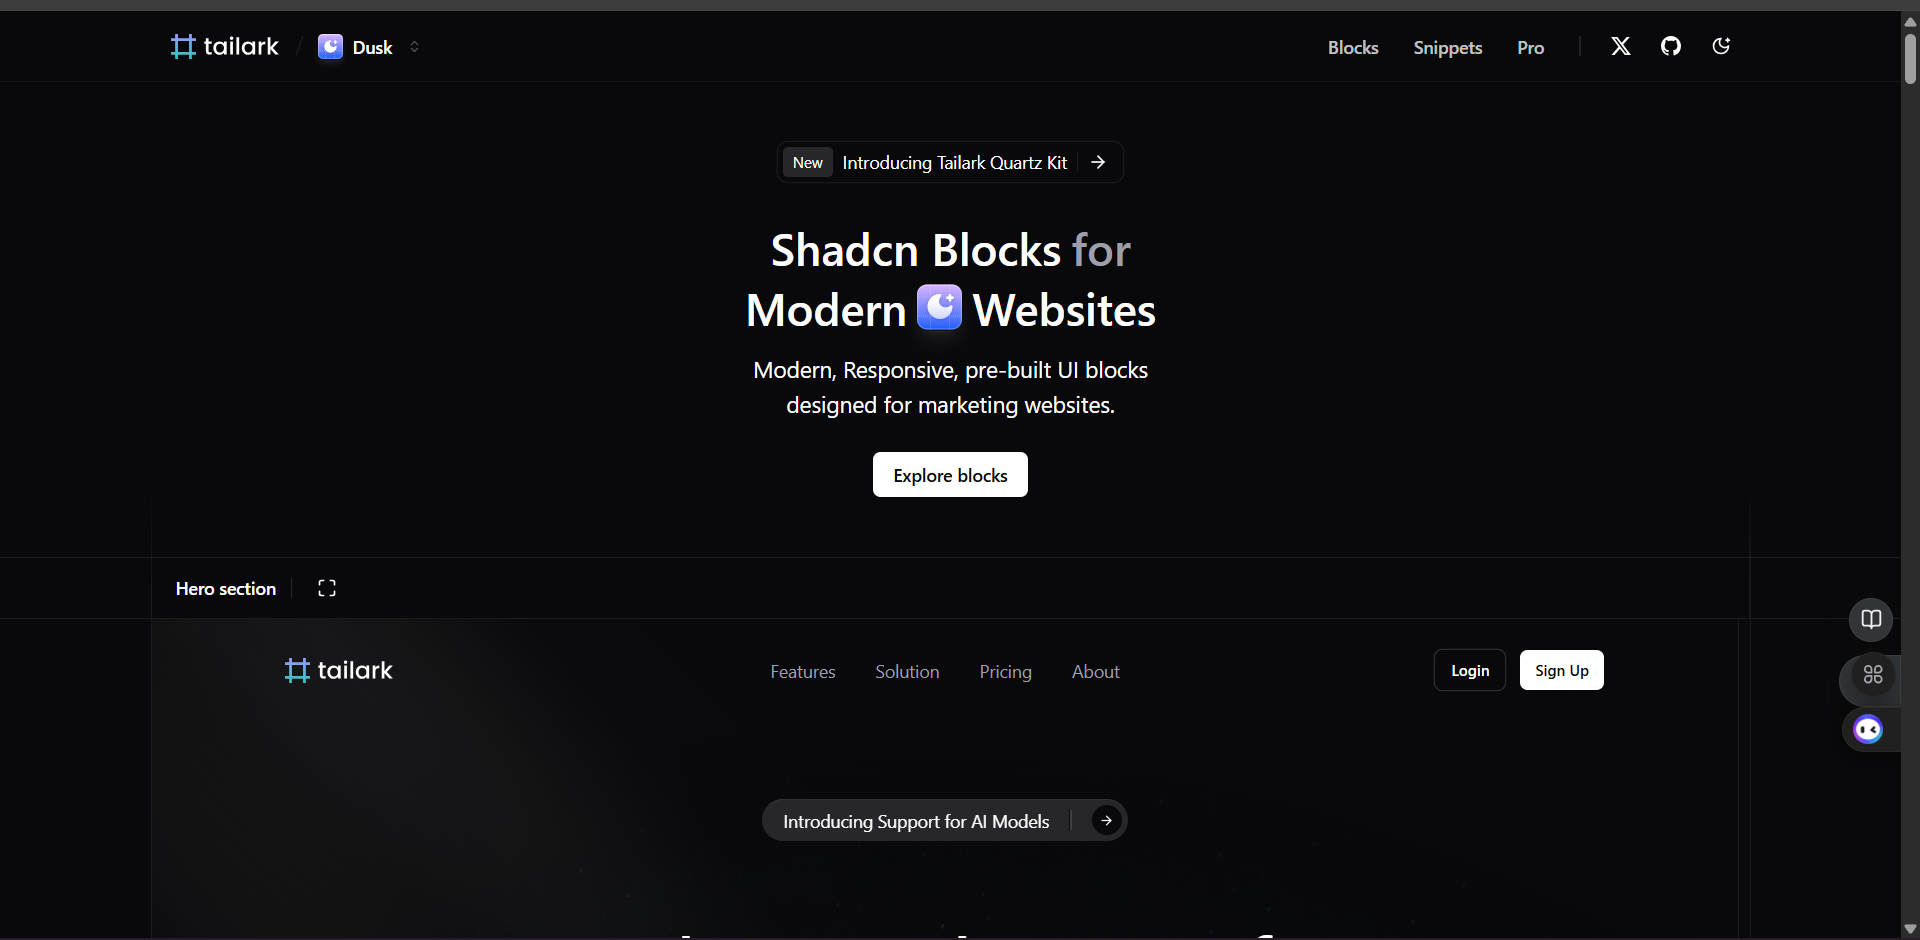 tailark / Dusk
Blocks Snippets Pro
New Introducing Tailark Quartz Kit
Shadcn Blocks for
Modern Websites
Modern, Responsive, pre-built UI blocks
designed for marketing websites.
Explore blocks
Hero section
tailark
Features Solution Pricing About
Login Sign Up
Introducing Support for AI Models